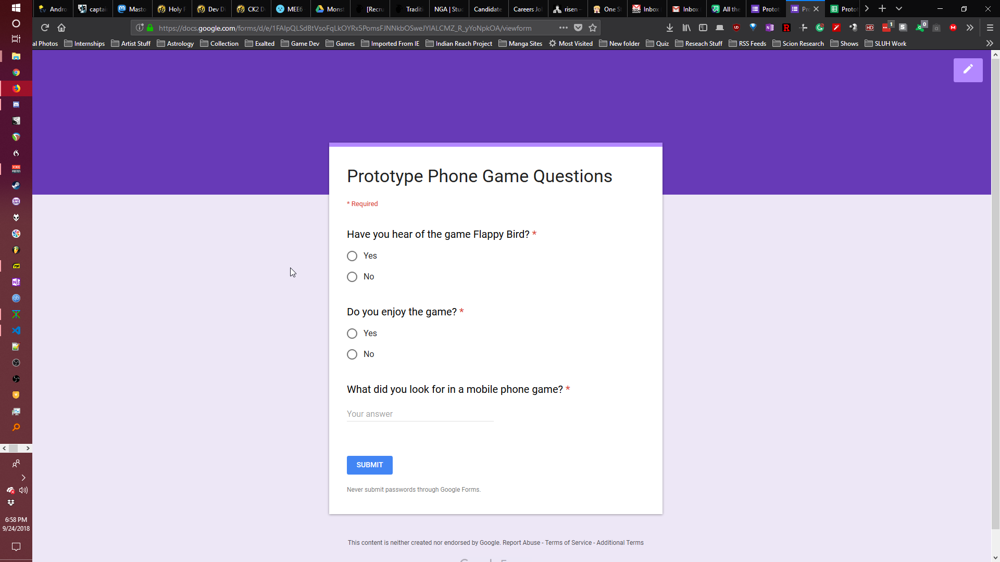 Andro
captai
Masto
Holy F
Dev Di
CK2 D
MEE6
Monst
[Recru
Traditi
NGA | Stud
Candidate
Careers Jo
risen -
One St
Inbox
Inbox
All the
Protot
Pro
Protot
https://docs.google.com/forms/d/e/1FAIpQLSdBtVsoFqLkOYRx5PomsFJNNkbOSweJYlALCMZ_R_yYoNpkOA/viewform
al Photos
Internships
Artist Stuff
Astrology
Collection
Exalted
Game Dev
Games
Imported From IE
Indian Reach Project
Manga Sites
Most Visited
New folder
Quiz
Reseach Stuff
RSS Feeds
Scion Research
Shows
SLUH Work
Prototype Phone Game Questions
* Required
Have you hear of the game Flappy Bird? *
Yes
No
Do you enjoy the game? *
Yes
No
What did you look for in a mobile phone game? *
Your answer
SUBMIT
Never submit passwords through Google Forms.
This content is neither created nor endorsed by Google. Report Abuse - Terms of Service - Additional Terms
6:58 PM
9/24/2018